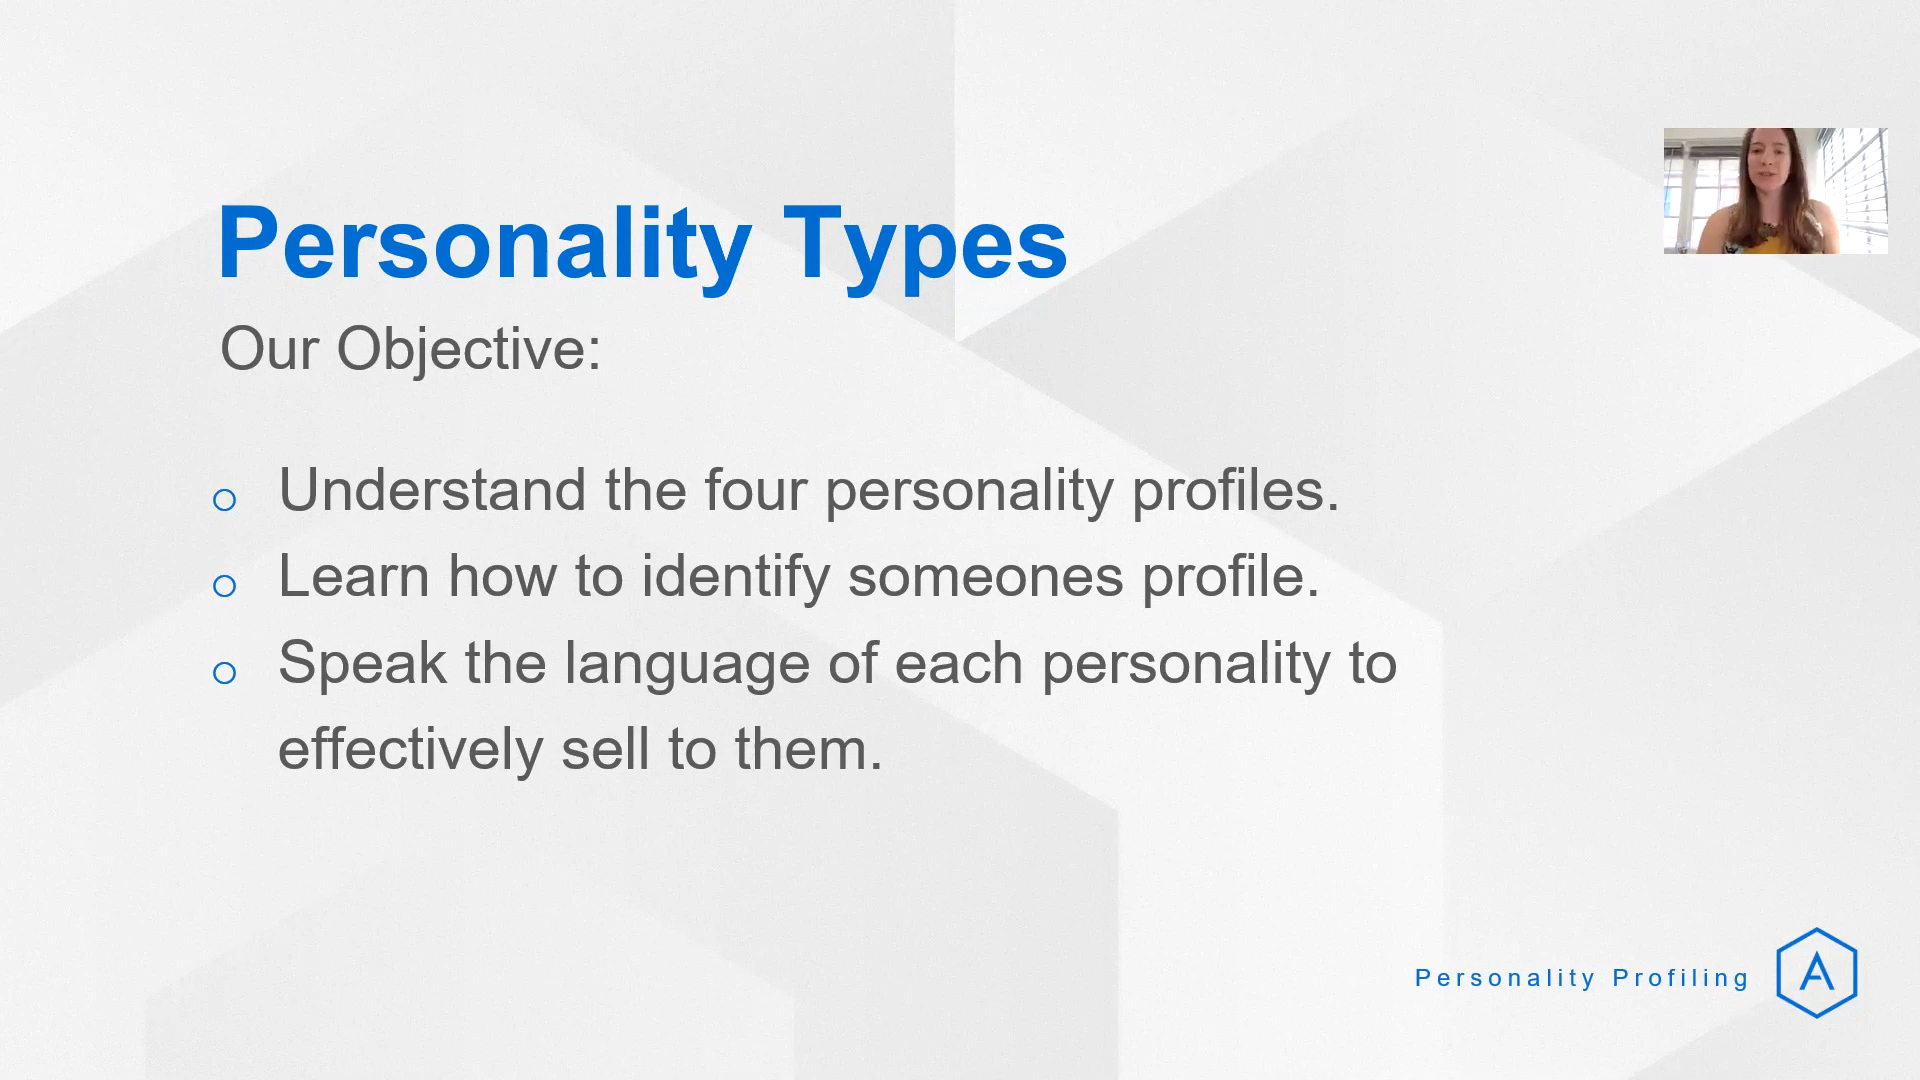 Personality Types
Our Objective:
Understand the four personality profiles.
Learn how to identify someones profile.
Speak the language of each personality to
effectively sell to them.
Personality Profiling
A